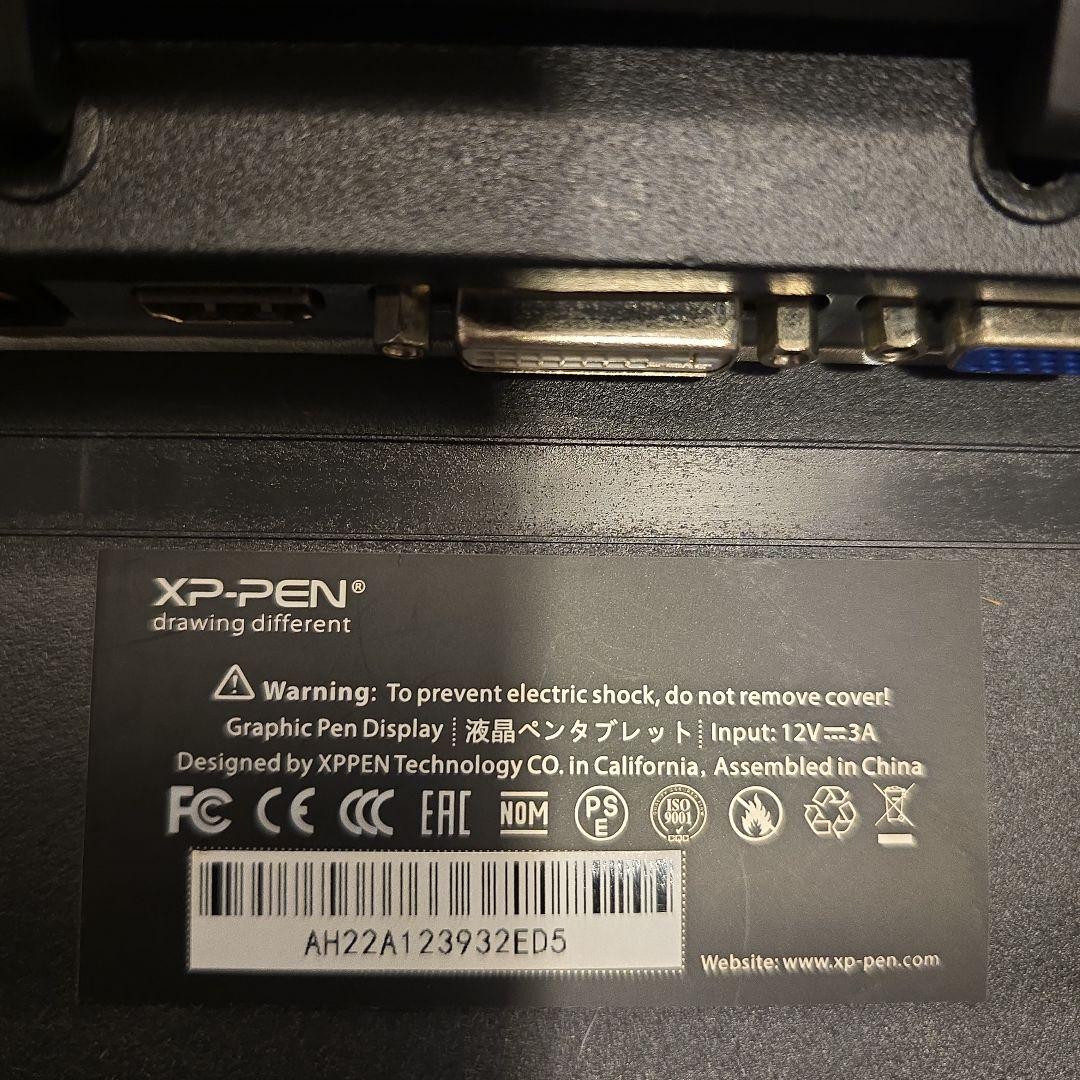 XP-PEN®
drawing different
Warning: To prevent electric shock, do not remove cover!
Graphic Pen Display 液晶ペンタブレット Input: 12V⎓3A
Designed by XPPEN Technology CO. in California, Assembled in China
FC CE CCC EAC NOM PSE ISO 9001
AH22A123932ED5
Website: www.xp-pen.com